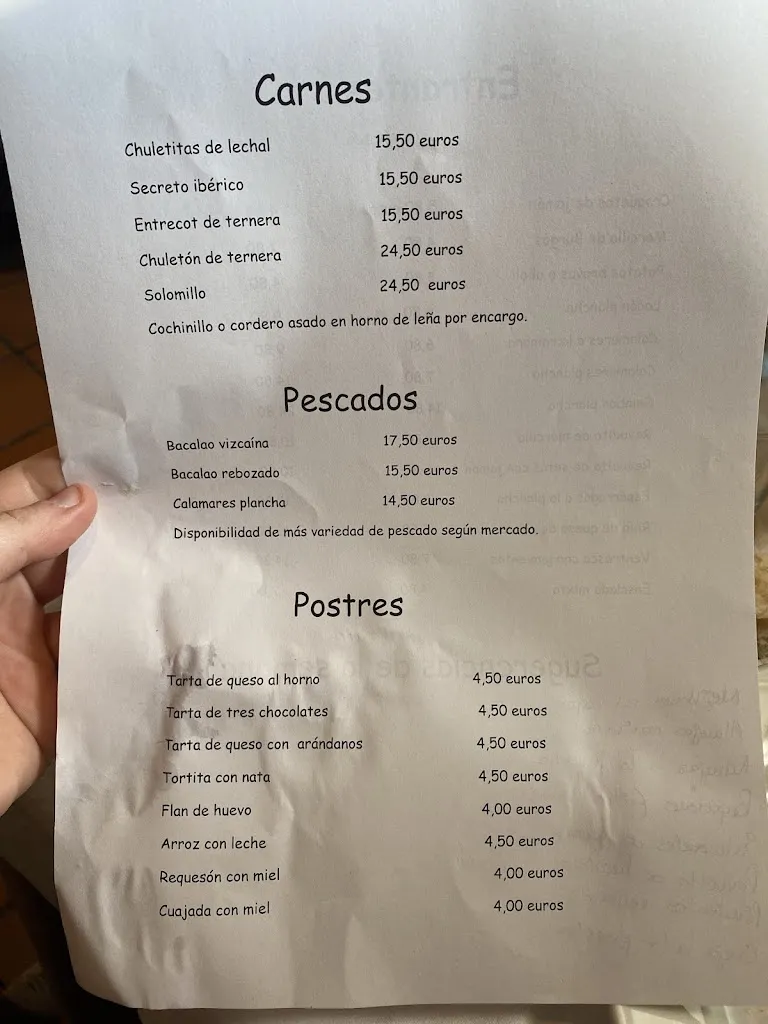 Carnes
Chuletitas de lechal 15,50 euros
Secreto ibérico 15,50 euros
Entrecot de ternera 15,50 euros
Chuletón de ternera 24,50 euros
Solomillo 24,50 euros
Cochinillo o cordero asado en horno de leña por encargo.
Pescados
Bacalao vizcaína 17,50 euros
Bacalao rebozado 15,50 euros
Calamares plancha 14,50 euros
Disponibilidad de más variedad de pescado según mercado.
Postres
Tarta de queso al horno 4,50 euros
Tarta de tres chocolates 4,50 euros
Tarta de queso con arándanos 4,50 euros
Tortita con nata 4,50 euros
Flan de huevo 4,00 euros
Arroz con leche 4,50 euros
Requesón con miel 4,00 euros
Cuajada con miel 4,00 euros